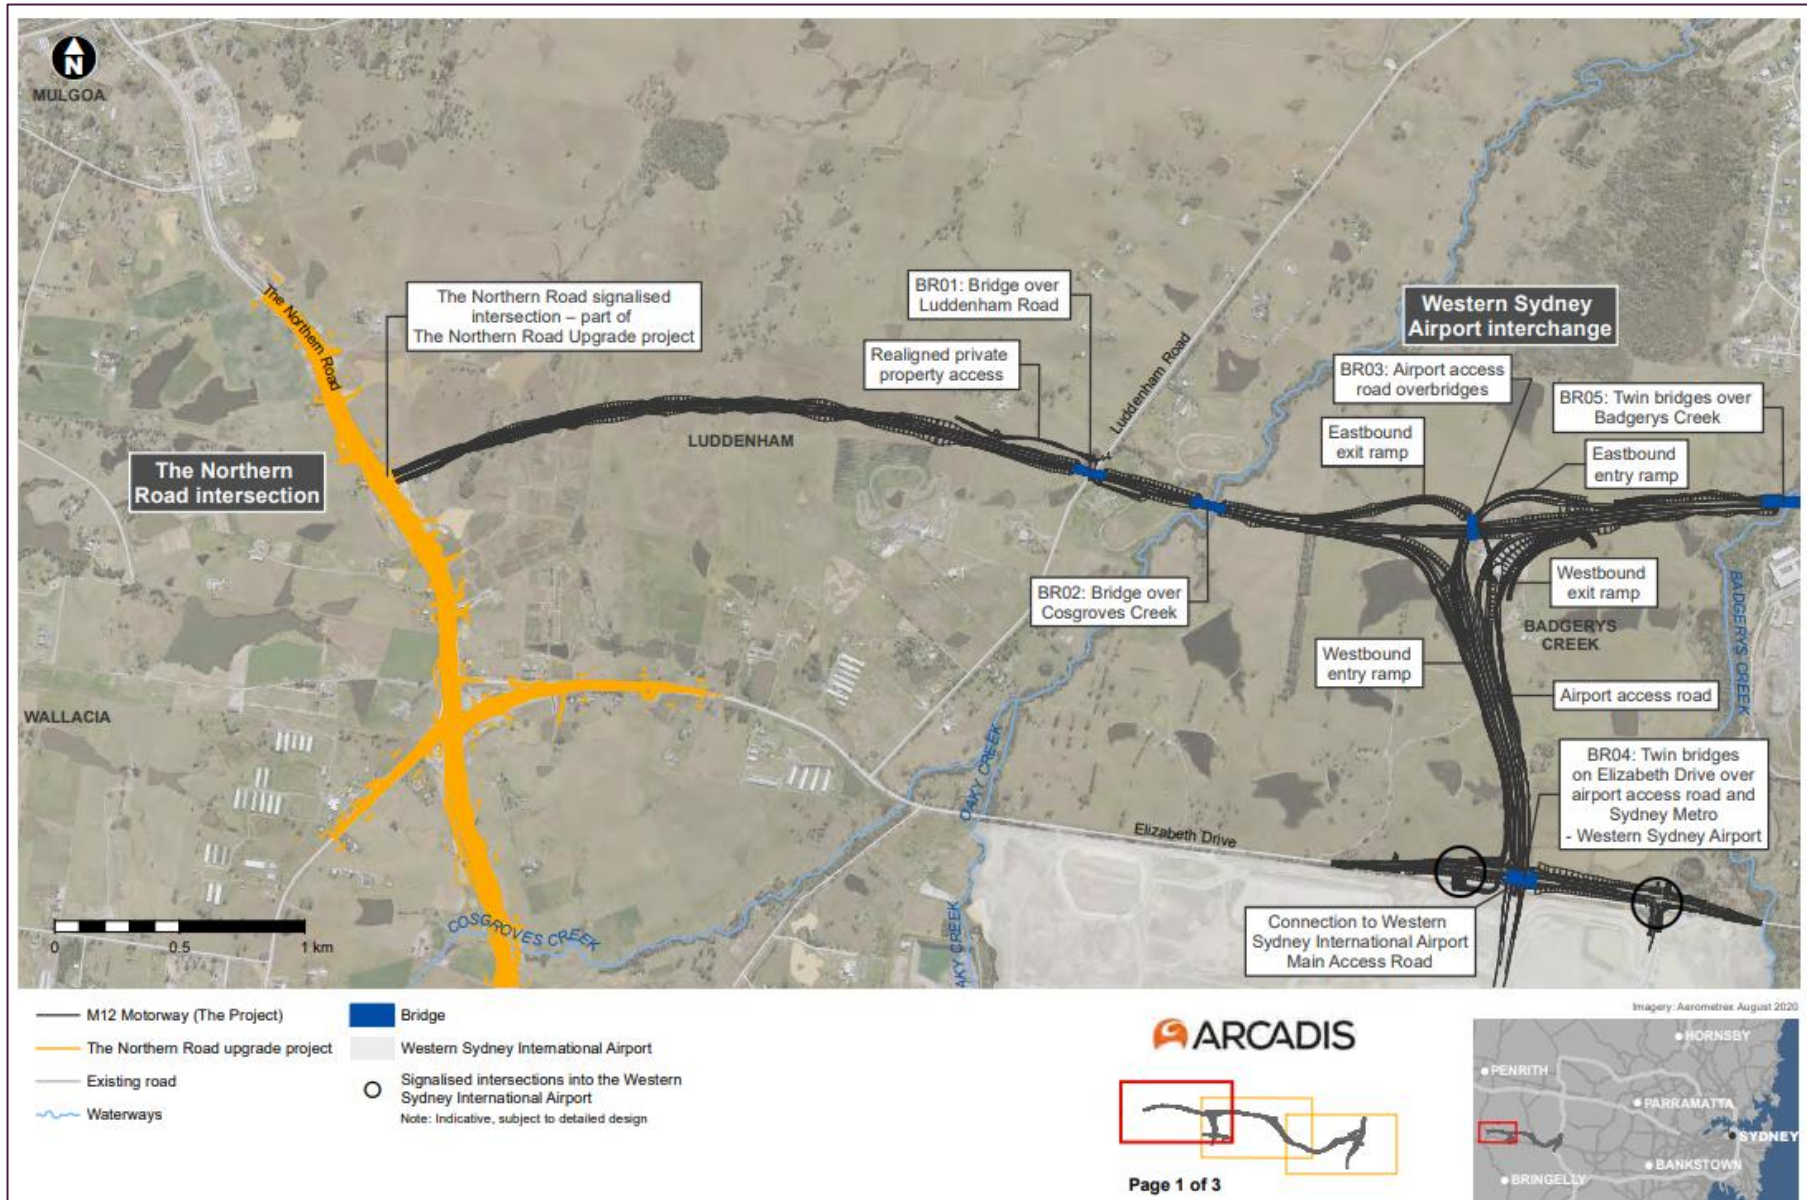 N
MULGOA
The Northern Road
The Northern Road signalised
intersection – part of
The Northern Road Upgrade project
BR01: Bridge over
Luddenham Road
Realigned private
property access
Luddenham Road
Western Sydney
Airport interchange
BR03: Airport access
road overbridges
BR05: Twin bridges over
Badgerys Creek
Eastbound
exit ramp
Eastbound
entry ramp
LUDDENHAM
The Northern
Road intersection
BR02: Bridge over
Cosgroves Creek
Westbound
exit ramp
BADGERYS
CREEK
BADGERYS CREEK
Westbound
entry ramp
Airport access road
WALLACIA
OAKY CREEK
BR04: Twin bridges
on Elizabeth Drive over
airport access road and
Sydney Metro
- Western Sydney Airport
Elizabeth Drive
Connection to Western
Sydney International Airport
Main Access Road
COSGROVES CREEK
AKY CREEK
0 0.5 1 km
M12 Motorway (The Project)
The Northern Road upgrade project
Existing road
Waterways
Bridge
Western Sydney International Airport
Signalised intersections into the Western
Sydney International Airport
Note: Indicative, subject to detailed design
ARCADIS
Page 1 of 3
Imagery: Aerometrex August 2020
HORNSBY
PENRITH
PARRAMATTA
SYDNEY
BANKSTOWN
BRINGELLY